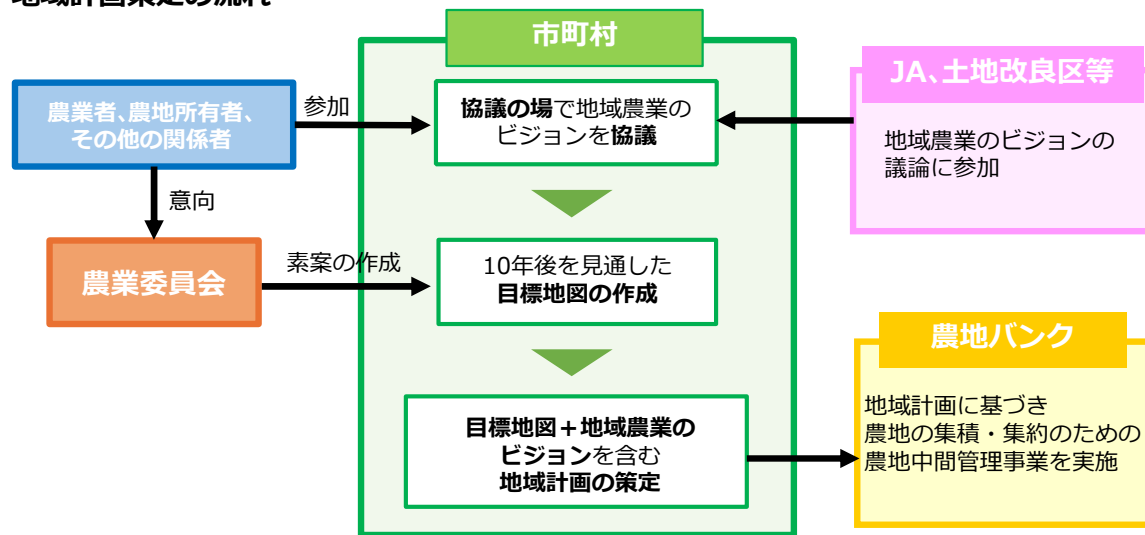 市町村
農業者、農地所有者、
その他の関係者
参加
協議の場で地域農業の
ビジョンを協議
JA、土地改良区等
地域農業のビジョンの
議論に参加
意向
農業委員会
素案の作成
10年後を見通した
目標地図の作成
農地バンク
地域計画に基づき
農地の集積・集約のための
農地中間管理事業を実施
目標地図+地域農業の
ビジョンを含む
地域計画の策定